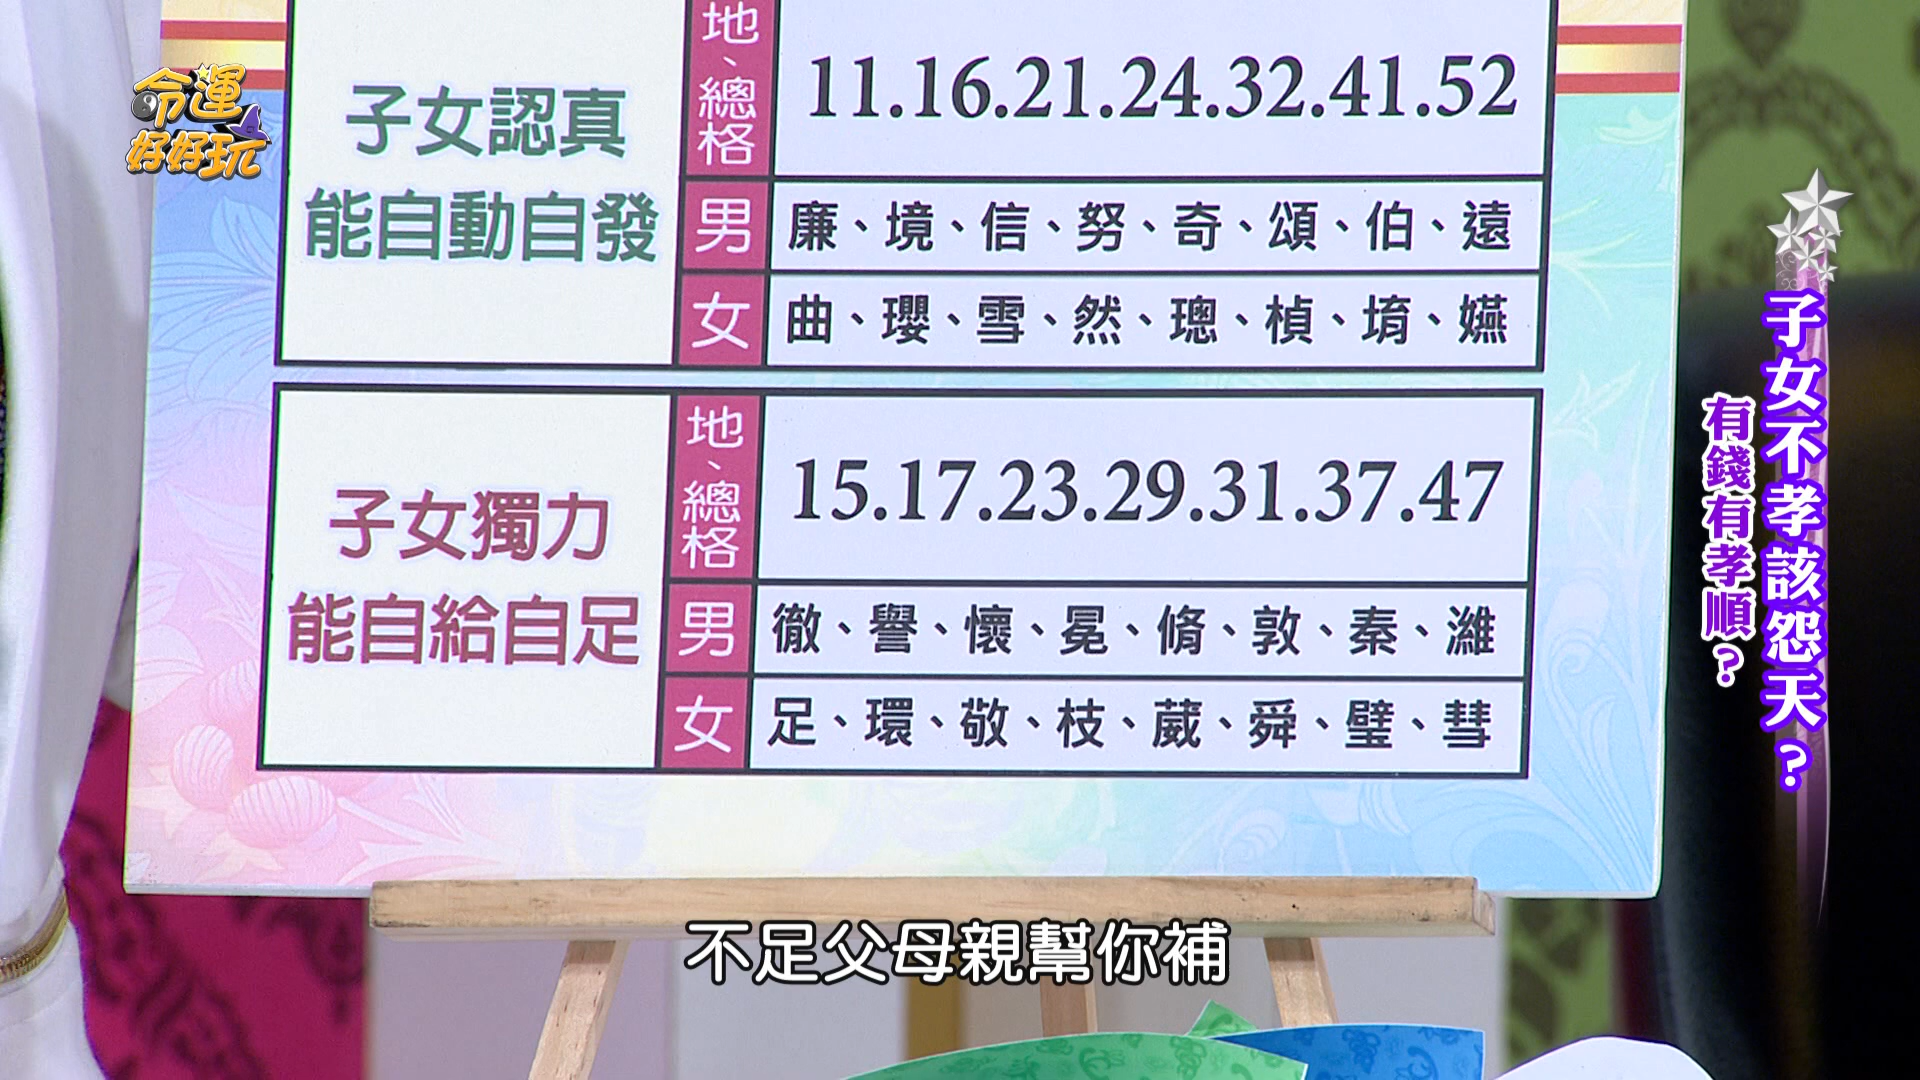 命運
好好玩
子女認真
能自動自發
地、總格
11.16.21.24.32.41.52
男
廉、境、信、努、奇、頌、伯、遠
女
曲、瓔、雪、然、璁、楨、堉、嬿
子女獨力
能自給自足
地、總格
15.17.23.29.31.37.47
男
徹、譽、懷、冕、脩、敦、秦、濰
女
足、環、敬、枝、葳、舜、璧、彗
子女不孝該怨天？
有錢有孝順？
不足父母親幫你補